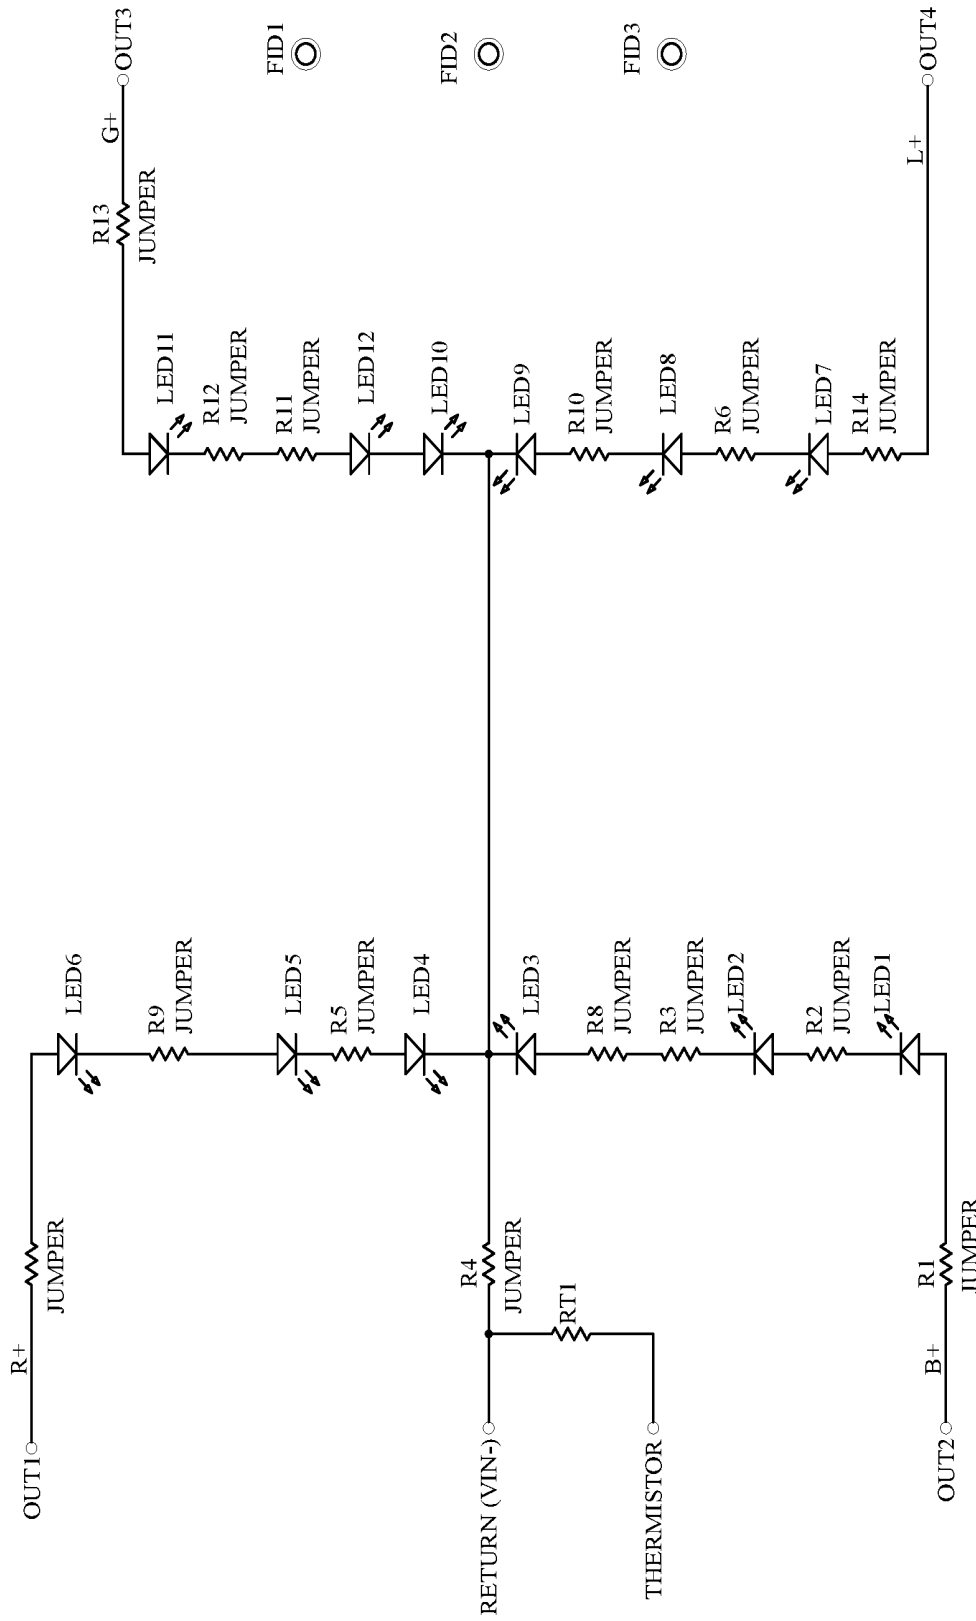 OUT3
G+
R13
JUMPER
FID1
FID2
FID3
OUT4
L+
LED11
R12
JUMPER
R11
JUMPER
LED12
LED10
LED9
R10
JUMPER
LED8
R6
JUMPER
LED7
R14
JUMPER
LED6
R9
JUMPER
LED5
R5
JUMPER
LED4
LED3
R8
JUMPER
R3
JUMPER
LED2
R2
JUMPER
LED1
JUMPER
R+
OUT1
R4
JUMPER
RT1
RETURN (VIN-)
THERMISTOR
R1
JUMPER
B+
OUT2